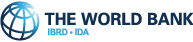 THE WORLD BANK
IBRD • IDA